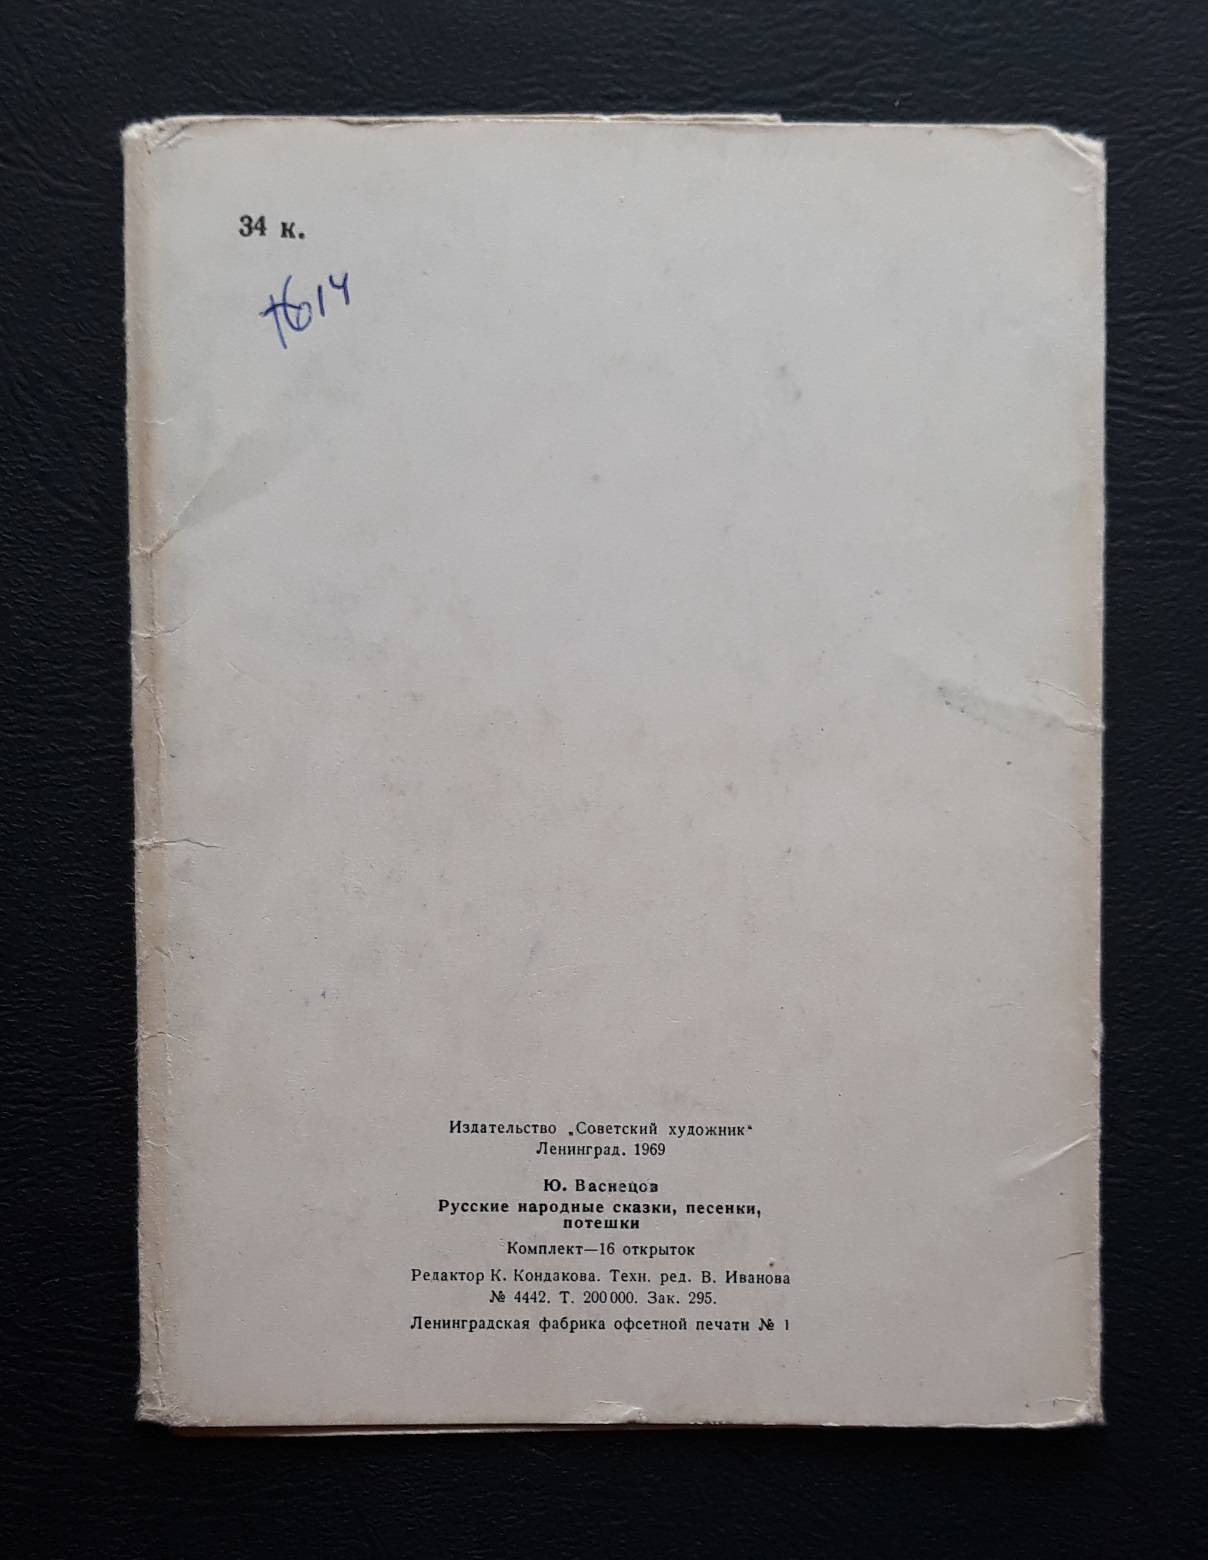 34 к.
Издательство „Советский художник“
Ленинград. 1969
Ю. Васнецов
Русские народные сказки, песенки,
потешки
Комплект—16 открыток
Редактор К. Кондакова. Техн. ред. В. Иванова
№ 4442. Т. 200 000. Зак. 295.
Ленинградская фабрика офсетной печати № 1